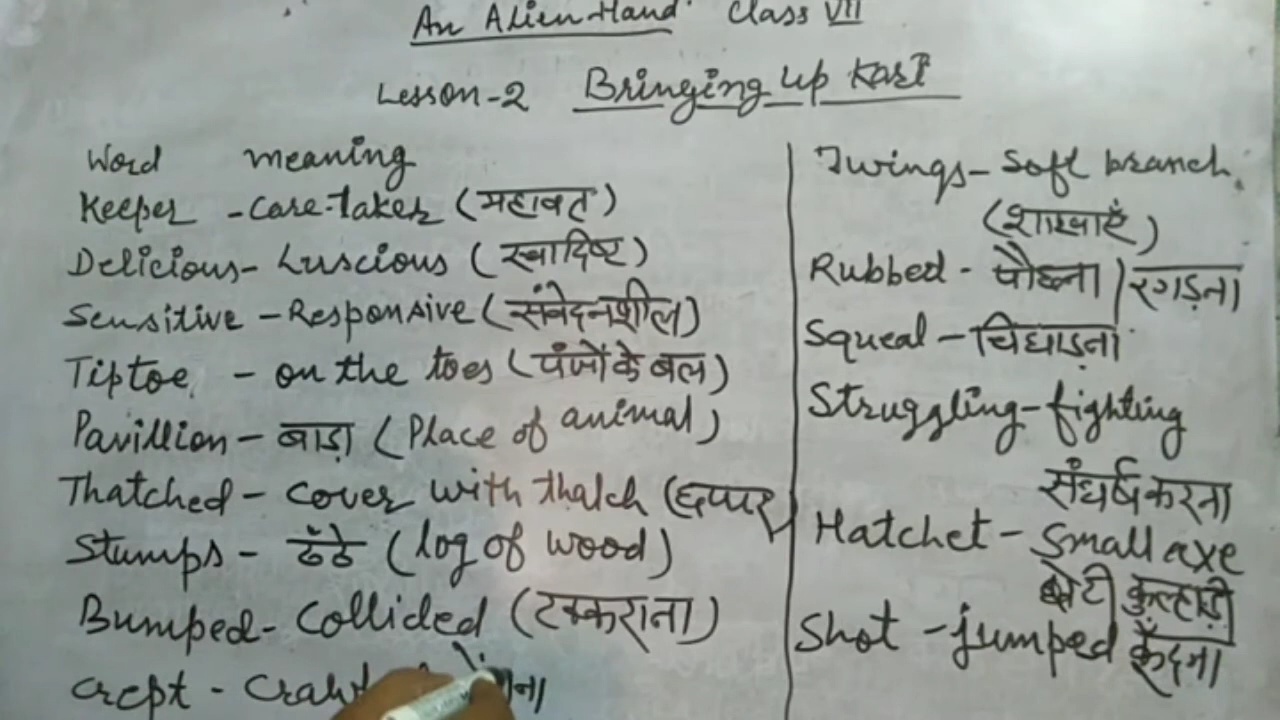 An Alien Hand Class VII
Lesson-2 Bringing Up Kari
Word meaning
Keeper - Care-taker (महावत)
Delicious - Luscious (स्वादिष्ट)
Sensitive - Responsive (संवेदनशील)
Tiptoe - on the toes (पंजों के बल)
Pavillion - बाड़ा (Place of animal)
Thatched - Cover with thatch (छप्पर)
Stumps - ठूँठे (log of wood)
Bumped - Collided (टकराना)
Crept -
Twings - Soft branch
(शाखाएं)
Rubbed - पौछना / रगड़ना
Squeal - चिघाड़ना
Struggling - fighting
संघर्ष करना
Hatchet - Small axe
छोटी कुल्हाड़ी
Shot - jumped कूँदना